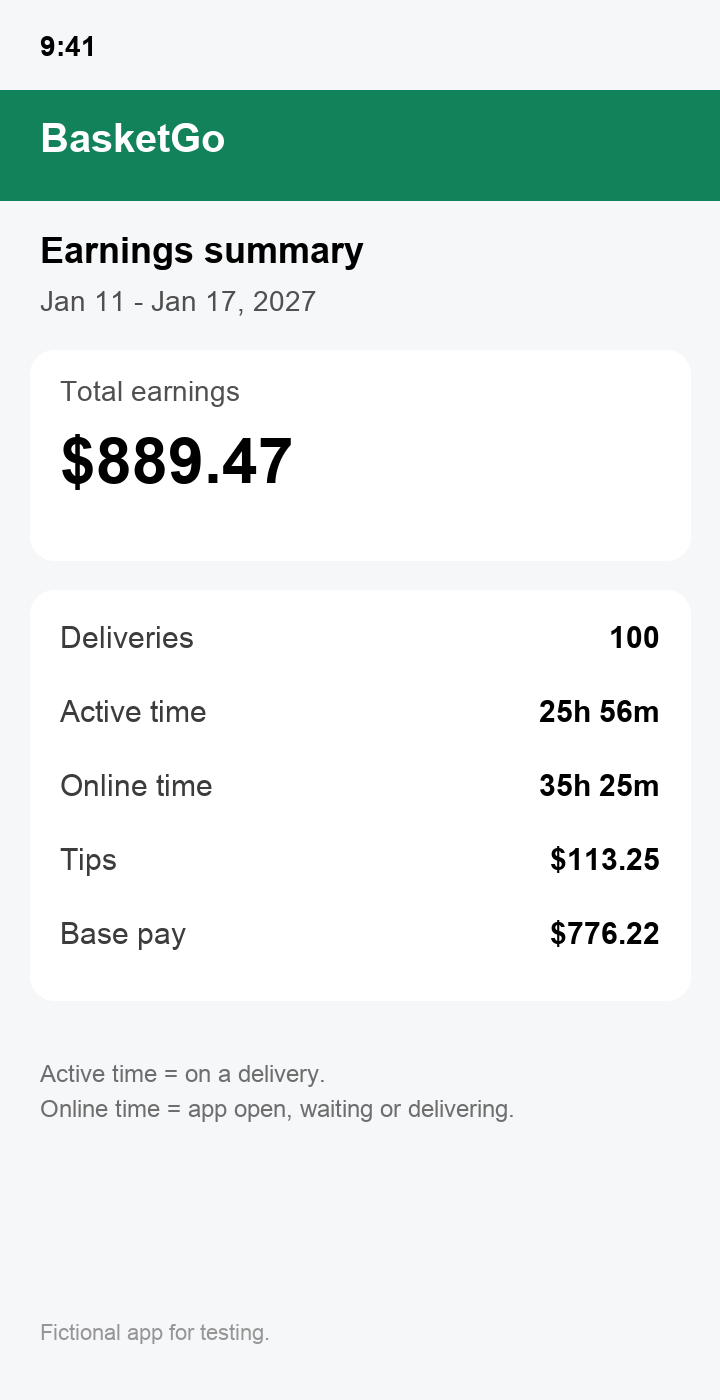 9:41
BasketGo
Earnings summary
Jan 11 - Jan 17, 2027
Total earnings
$889.47
Deliveries 100
Active time 25h 56m
Online time 35h 25m
Tips $113.25
Base pay $776.22
Active time = on a delivery.
Online time = app open, waiting or delivering.
Fictional app for testing.